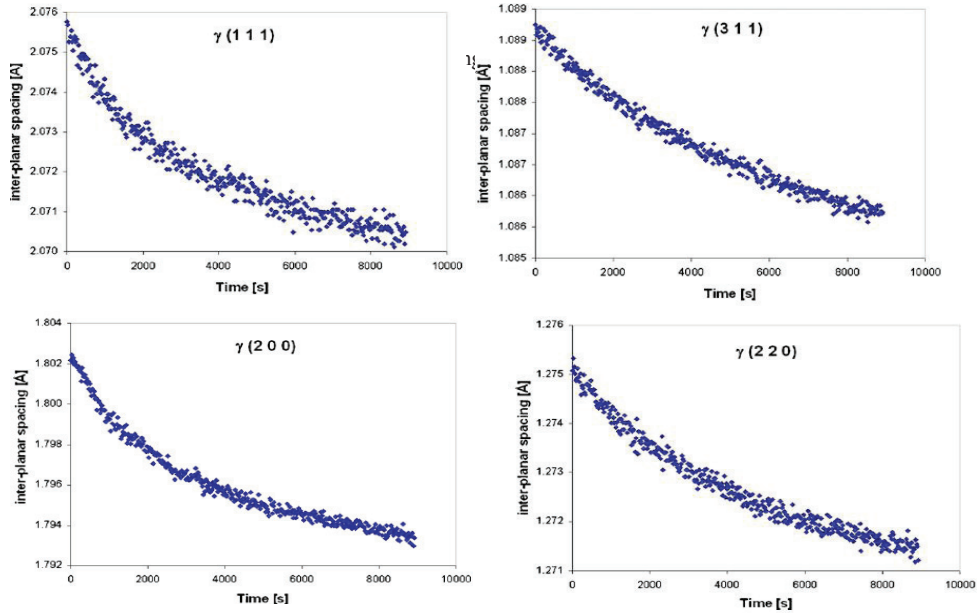 γ (1 1 1)
inter-planar spacing [Å]
2.076
2.075
2.074
2.073
2.072
2.071
2.070
0 2000 4000 6000 8000 10000
Time [s]
γ (3 1 1)
inter-planar spacing [Å]
1.089
1.089
1.088
1.088
1.087
1.087
1.086
1.086
1.085
0 2000 4000 6000 8000 10000
Time [s]
γ (2 0 0)
inter-planar spacing [Å]
1.804
1.802
1.800
1.798
1.796
1.794
1.792
0 2000 4000 6000 8000 10000
Time [s]
γ (2 2 0)
inter-planar spacing [Å]
1.276
1.275
1.274
1.273
1.272
1.271
0 2000 4000 6000 8000 10000
Time [s]